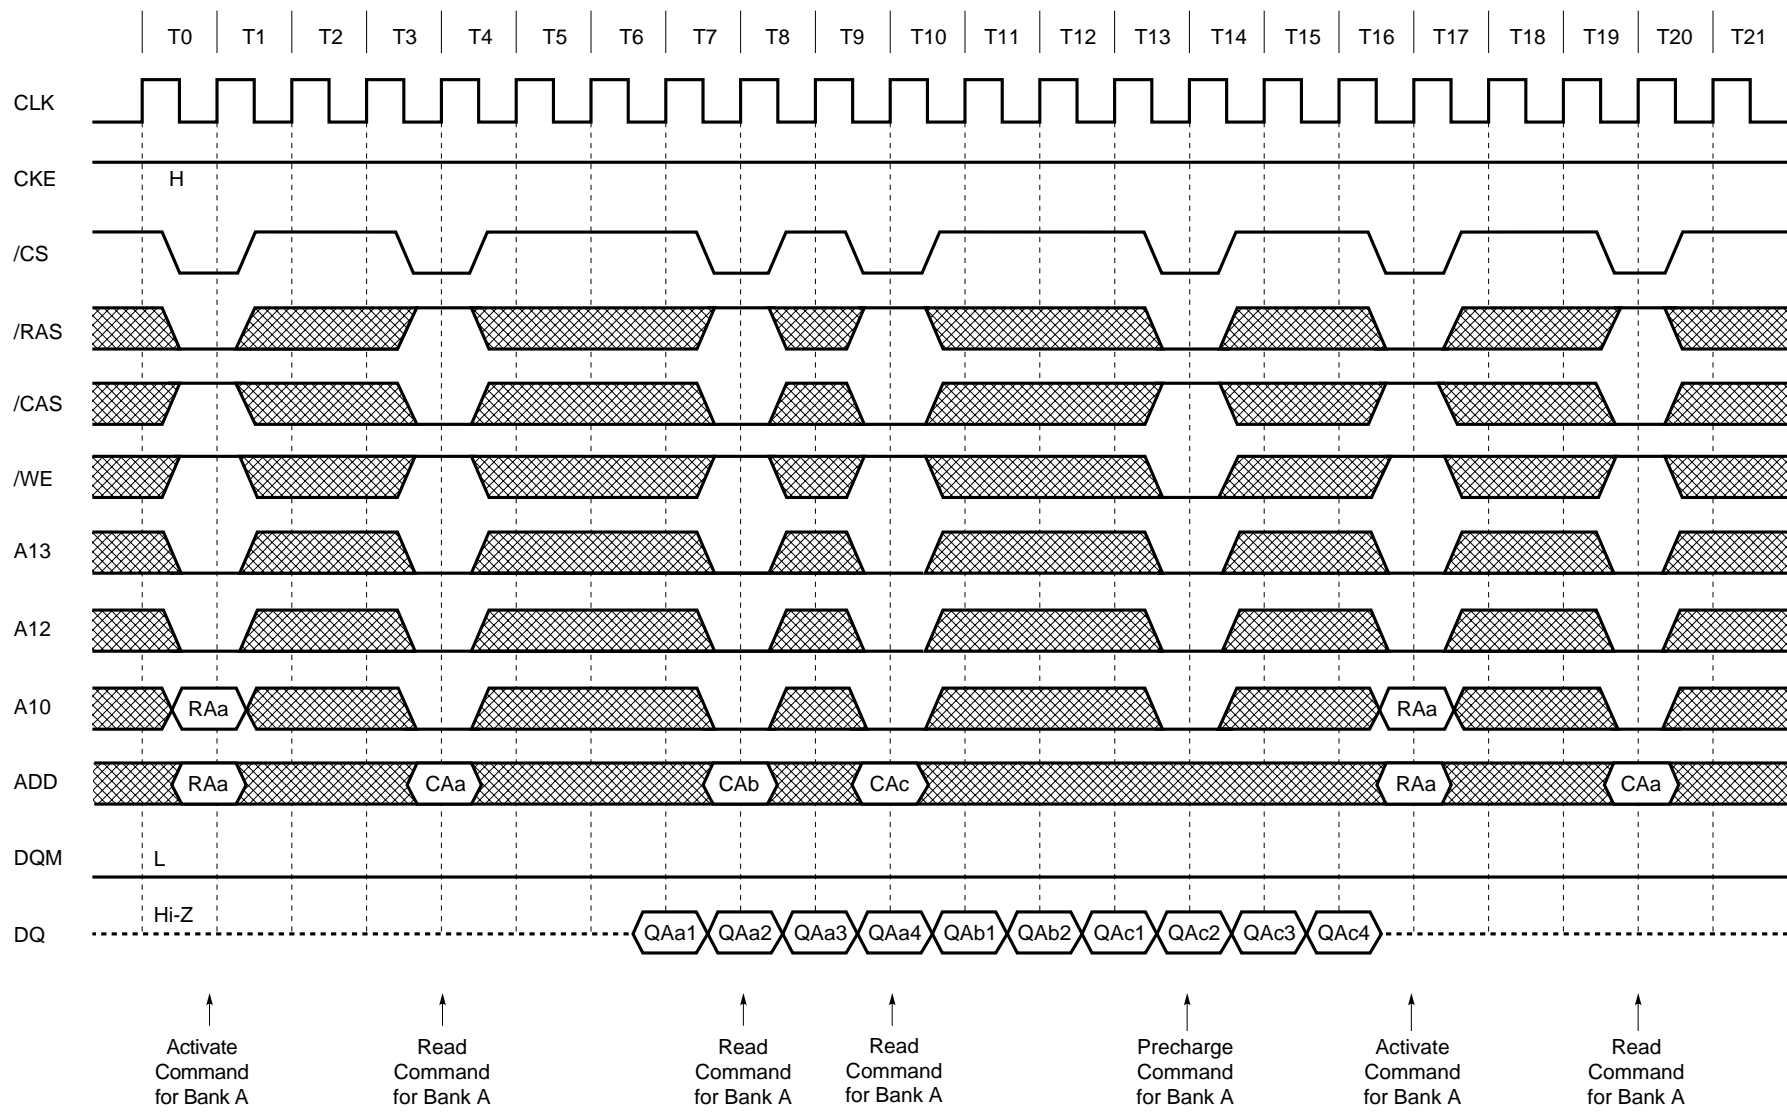 T0 T1 T2 T3 T4 T5 T6 T7 T8 T9 T10 T11 T12 T13 T14 T15 T16 T17 T18 T19 T20 T21
CLK
CKE H
/CS
/RAS
/CAS
/WE
A13
A12
A10 RAa RAa
ADD RAa CAa CAb CAc RAa CAa
DQM L
Hi-Z
DQ QAa1 QAa2 QAa3 QAa4 QAb1 QAb2 QAc1 QAc2 QAc3 QAc4
Activate
Command
for Bank A
Read
Command
for Bank A
Read
Command
for Bank A
Read
Command
for Bank A
Precharge
Command
for Bank A
Activate
Command
for Bank A
Read
Command
for Bank A